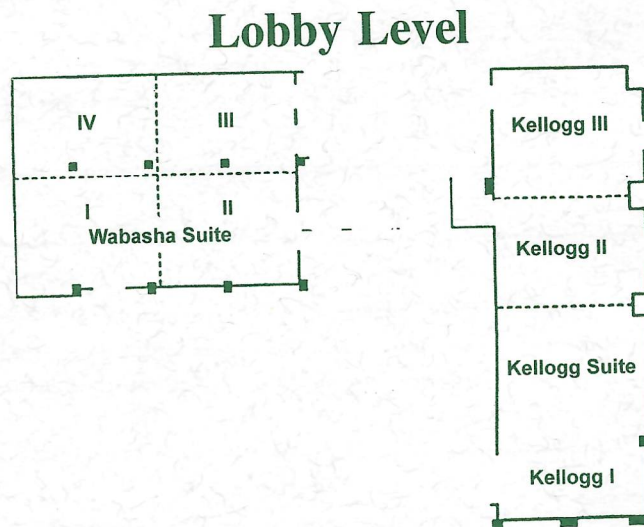 Lobby Level
IV
III
Kellogg III
I
II
Wabasha Suite
Kellogg II
Kellogg Suite
Kellogg I